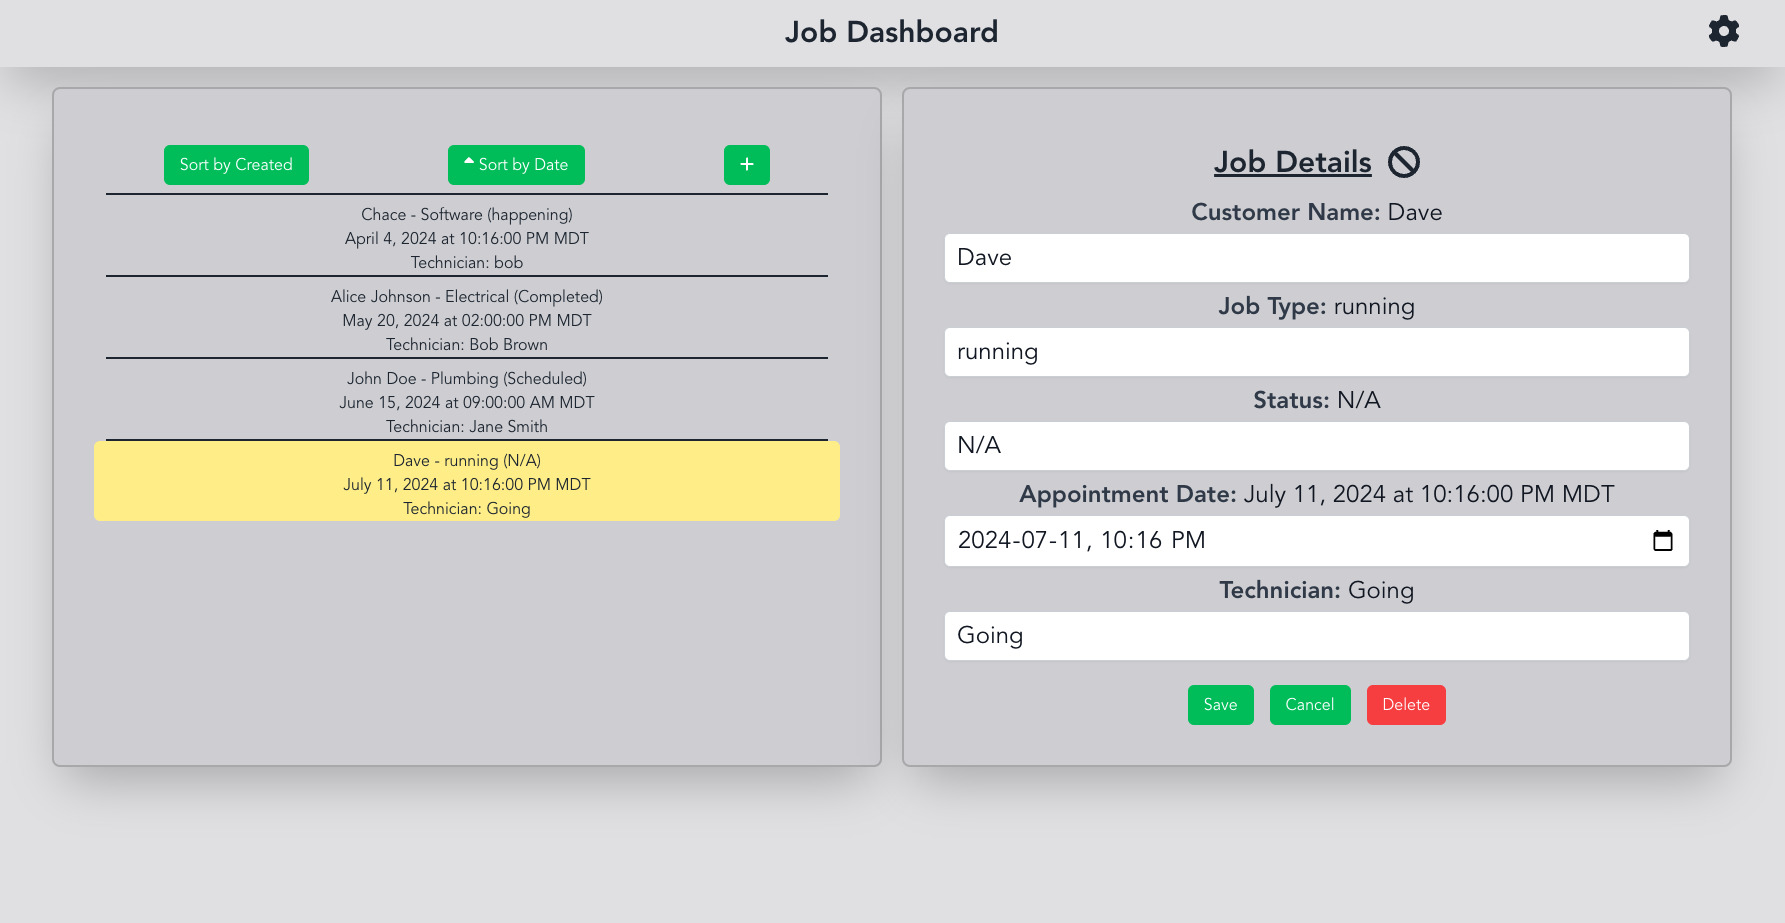 Job Dashboard
Sort by Created
Sort by Date
+
Chace - Software (happening)
April 4, 2024 at 10:16:00 PM MDT
Technician: bob
Alice Johnson - Electrical (Completed)
May 20, 2024 at 02:00:00 PM MDT
Technician: Bob Brown
John Doe - Plumbing (Scheduled)
June 15, 2024 at 09:00:00 AM MDT
Technician: Jane Smith
Dave - running (N/A)
July 11, 2024 at 10:16:00 PM MDT
Technician: Going
Job Details
Customer Name: Dave
Dave
Job Type: running
running
Status: N/A
N/A
Appointment Date: July 11, 2024 at 10:16:00 PM MDT
2024-07-11, 10:16 PM
Technician: Going
Going
Save
Cancel
Delete